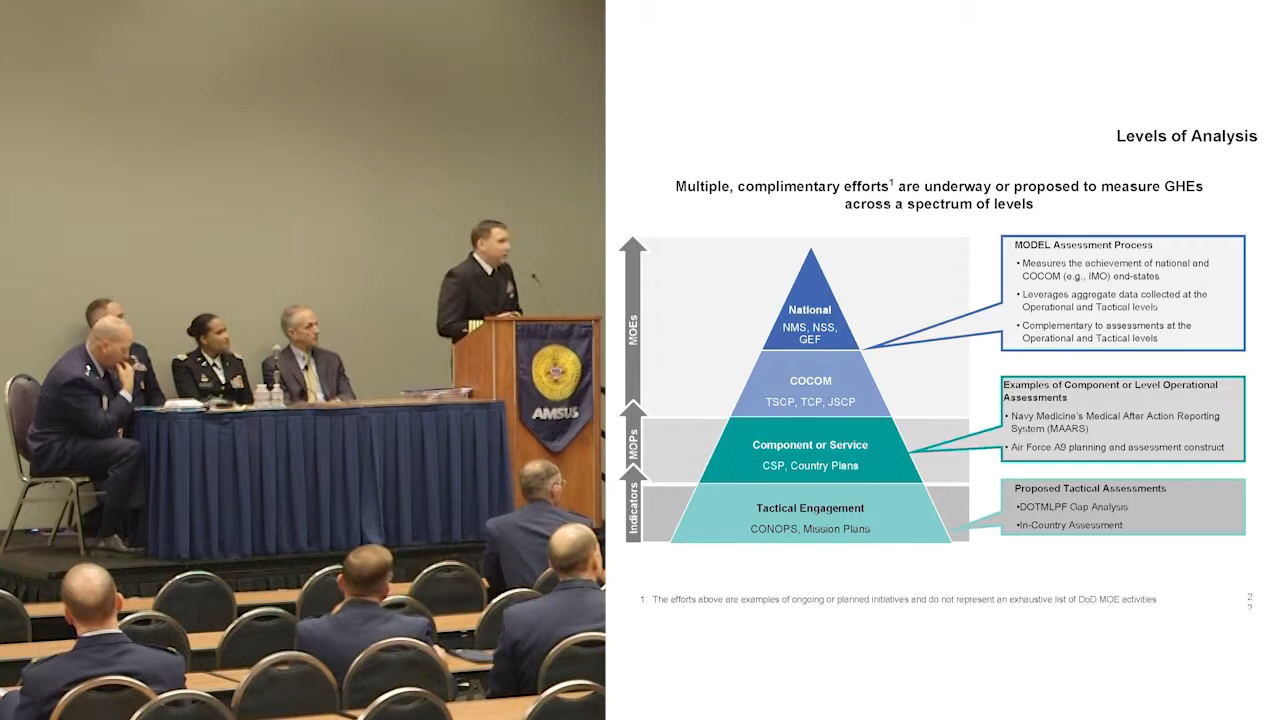 AMSUS
Levels of Analysis
Multiple, complimentary efforts1 are underway or proposed to measure GHEs
across a spectrum of levels
MOEs
MOPs
Indicators
National
NMS, NSS,
GEF
COCOM
TSCP, TCP, JSCP
Component or Service
CSP, Country Plans
Tactical Engagement
CONOPS, Mission Plans
MODEL Assessment Process
• Measures the achievement of national and
COCOM (e.g., IMO) end-states
• Leverages aggregate data collected at the
Operational and Tactical levels
• Complementary to assessments at the
Operational and Tactical levels
Examples of Component or Level Operational
Assessments
• Navy Medicine's Medical After Action Reporting
System (MAARS)
• Air Force A9 planning and assessment construct
Proposed Tactical Assessments
•DOTMLPF Gap Analysis
•In-Country Assessment
1. The efforts above are examples of ongoing or planned initiatives and do not represent an exhaustive list of DoD MOE activities
2
2